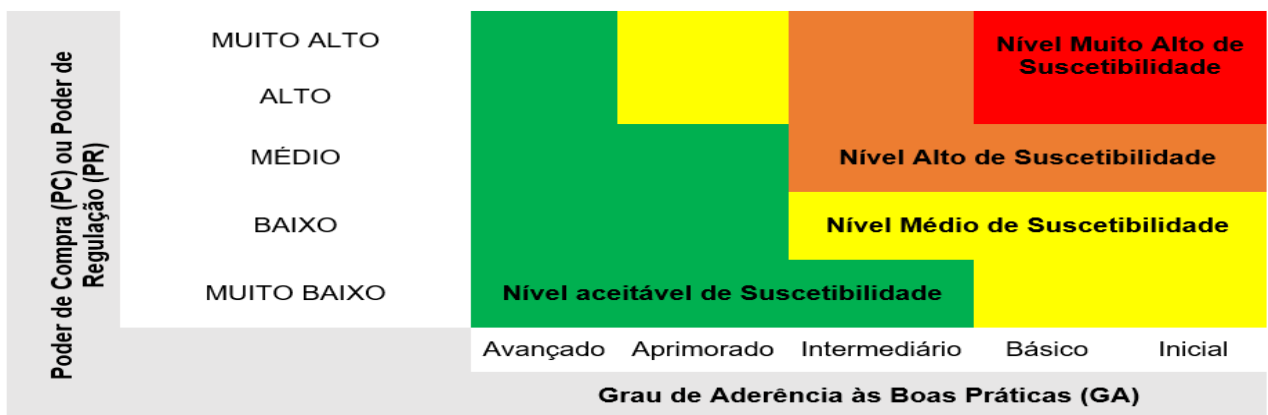 Poder de Compra (PC) ou Poder de
Regulação (PR)
MUITO ALTO
ALTO
MÉDIO
BAIXO
MUITO BAIXO
Nível Muito Alto de
Suscetibilidade
Nível Alto de Suscetibilidade
Nível Médio de Suscetibilidade
Nível aceitável de Suscetibilidade
Avançado Aprimorado Intermediário Básico Inicial
Grau de Aderência às Boas Práticas (GA)